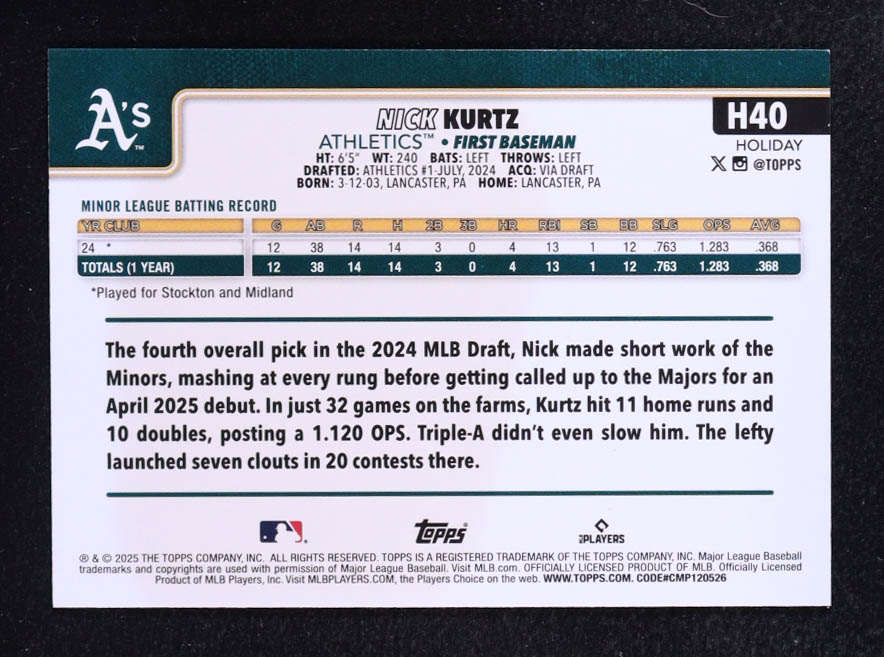 A's™
NICK KURTZ
H40
ATHLETICS™ • FIRST BASEMAN
HOLIDAY
HT: 6'5" WT: 240 BATS: LEFT THROWS: LEFT
@TOPPS
DRAFTED: ATHLETICS #1-JULY, 2024 ACQ: VIA DRAFT
BORN: 3-12-03, LANCASTER, PA HOME: LANCASTER, PA
MINOR LEAGUE BATTING RECORD
YR CLUB G AB R H 2B 3B HR RBI SB BB SLG OPS AVG
24 * 12 38 14 14 3 0 4 13 1 12 .763 1.283 .368
TOTALS (1 YEAR) 12 38 14 14 3 0 4 13 1 12 .763 1.283 .368
*Played for Stockton and Midland
The fourth overall pick in the 2024 MLB Draft, Nick made short work of the
Minors, mashing at every rung before getting called up to the Majors for an
April 2025 debut. In just 32 games on the farms, Kurtz hit 11 home runs and
10 doubles, posting a 1.120 OPS. Triple-A didn't even slow him. The lefty
launched seven clouts in 20 contests there.
Topps®
MLB PLAYERS
® & © 2025 THE TOPPS COMPANY, INC. ALL RIGHTS RESERVED. TOPPS IS A REGISTERED TRADEMARK OF THE TOPPS COMPANY, INC. Major League Baseball
trademarks and copyrights are used with permission of Major League Baseball. Visit MLB.com. OFFICIALLY LICENSED PRODUCT OF MLB. Officially Licensed
Product of MLB Players, Inc. Visit MLBPLAYERS.COM, the Players Choice on the web. WWW.TOPPS.COM. CODE#CMP120526